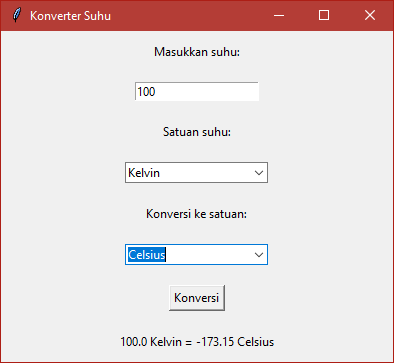 Konverter Suhu
Masukkan suhu:
100
Satuan suhu:
Kelvin
Konversi ke satuan:
Celsius
Konversi
100.0 Kelvin = -173.15 Celsius